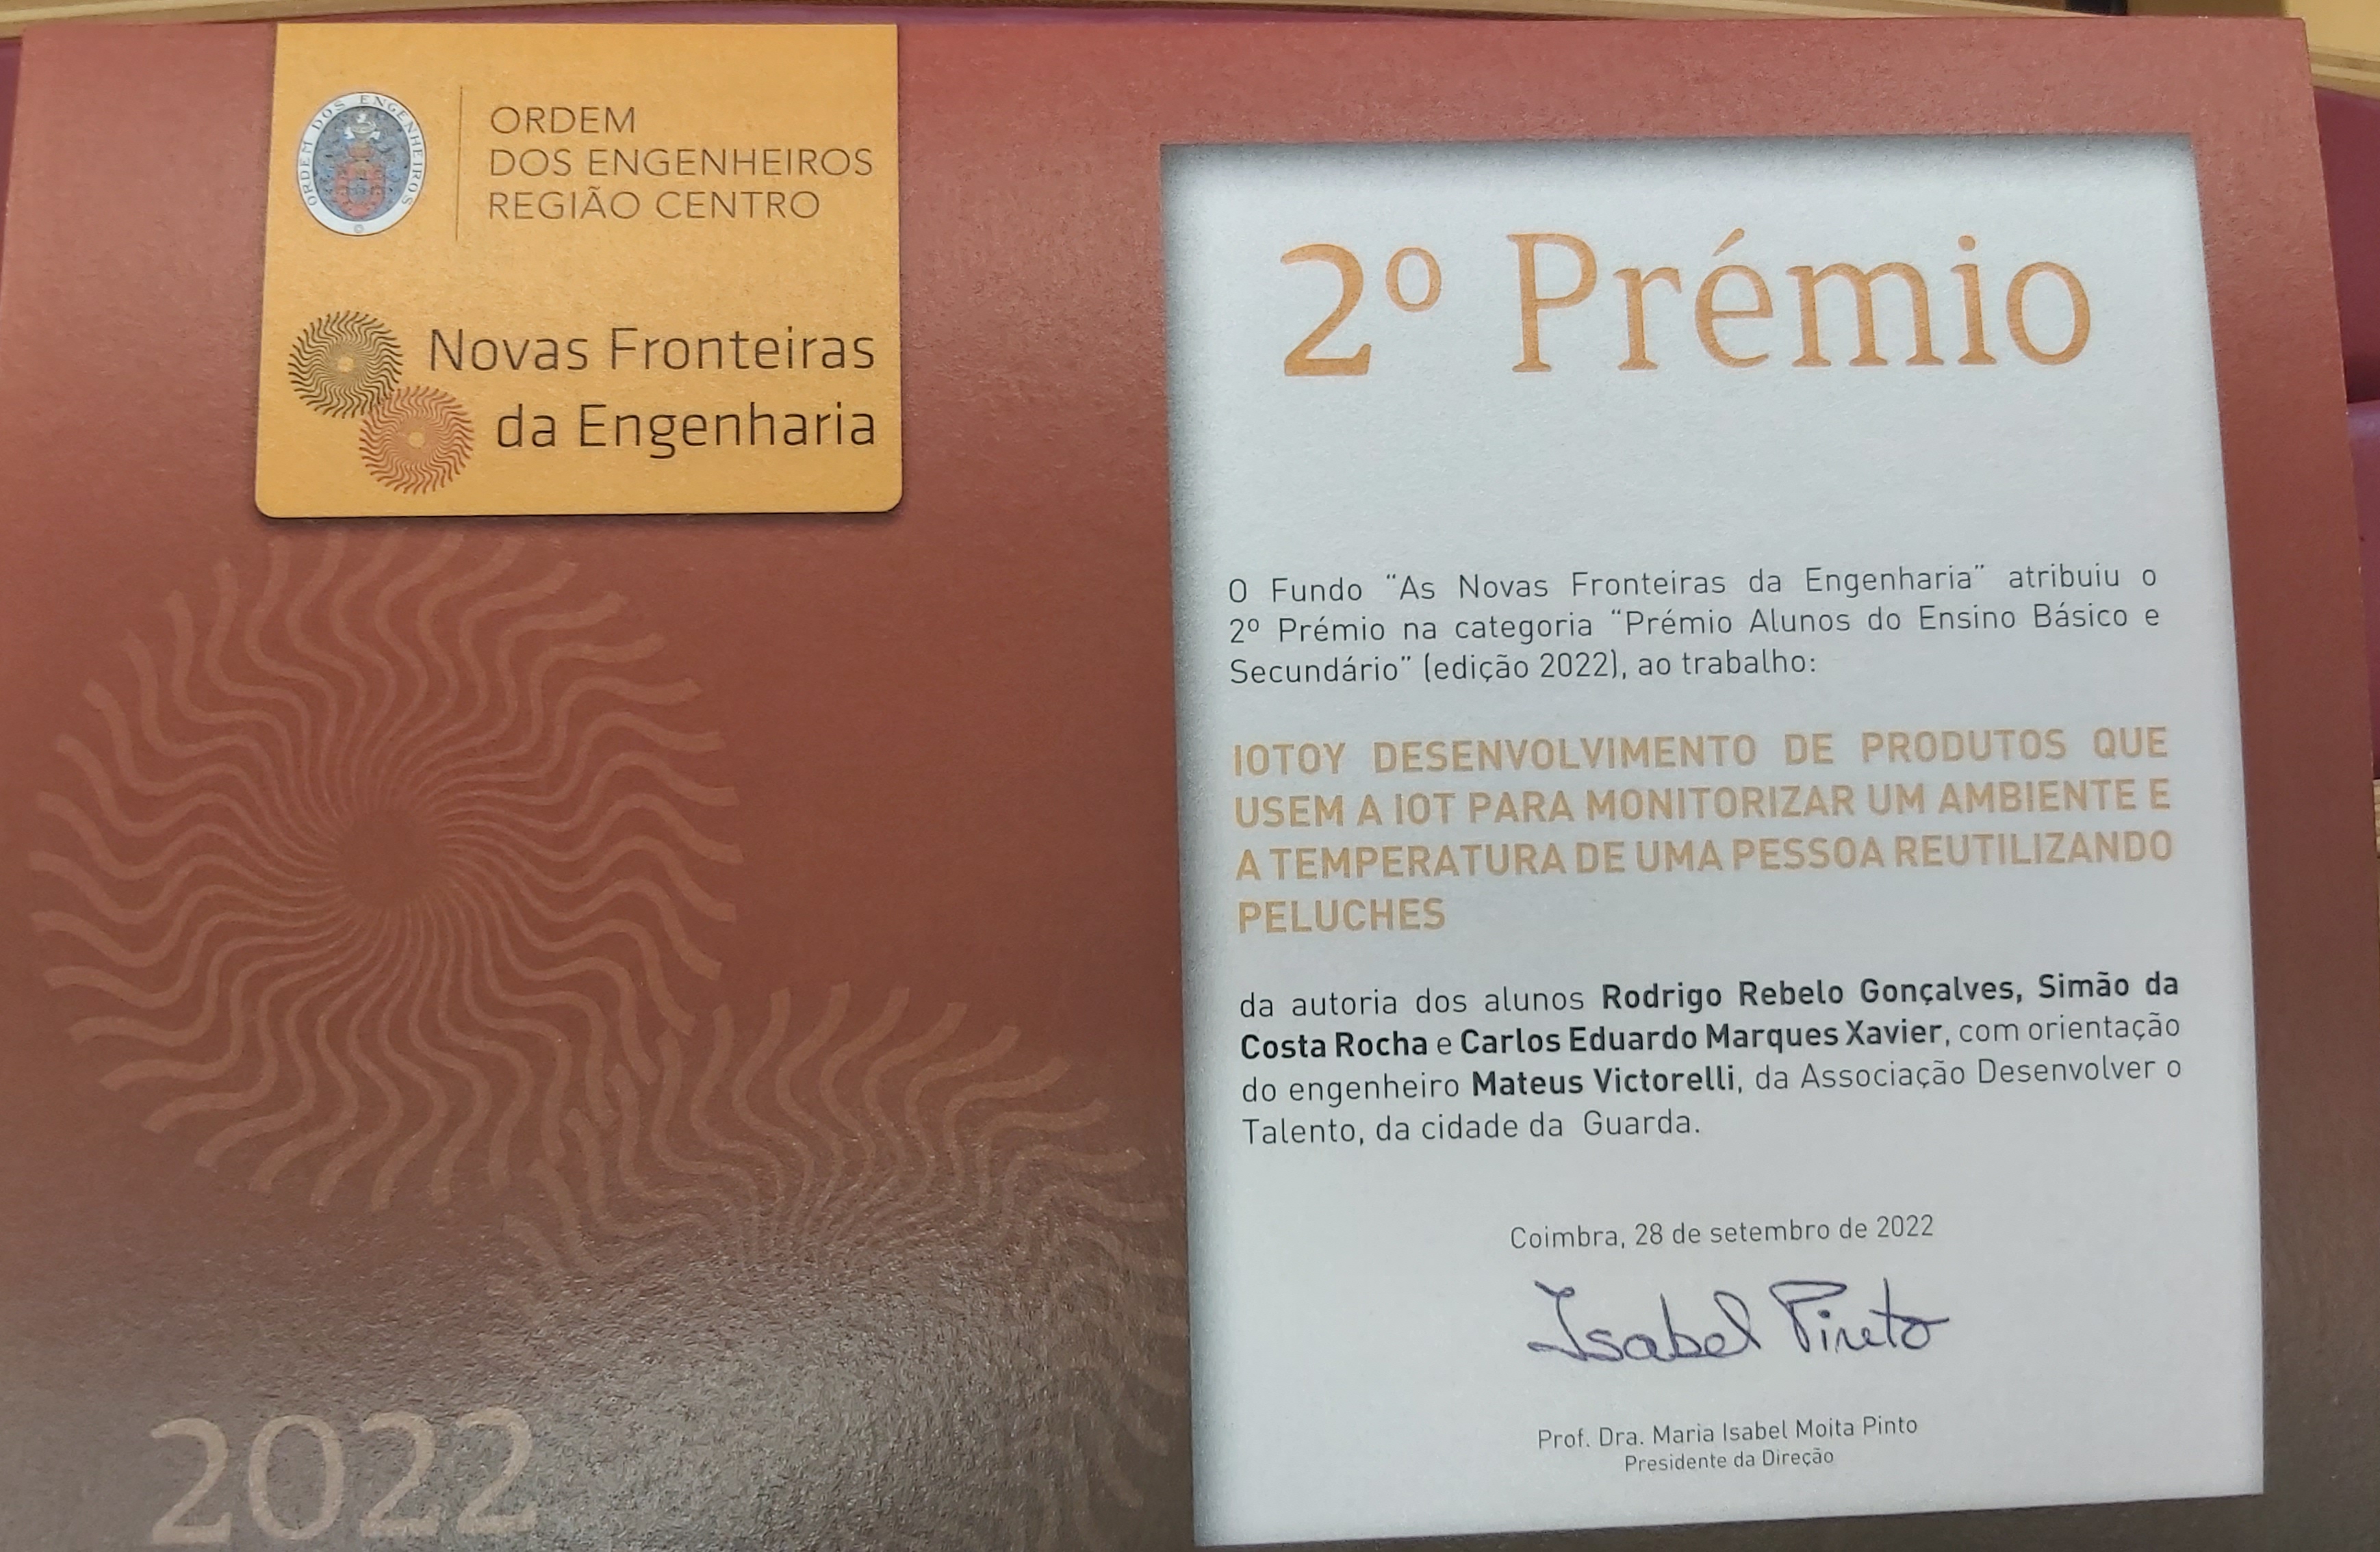 ORDEM DOS ENGENHEIROS
ORDEM
DOS ENGENHEIROS
REGIÃO CENTRO
Novas Fronteiras
da Engenharia
2022
2º Prémio
O Fundo “As Novas Fronteiras da Engenharia” atribuiu o
2º Prémio na categoria “Prémio Alunos do Ensino Básico e
Secundário” (edição 2022), ao trabalho:
IOTOY DESENVOLVIMENTO DE PRODUTOS QUE
USEM A IOT PARA MONITORIZAR UM AMBIENTE E
A TEMPERATURA DE UMA PESSOA REUTILIZANDO
PELUCHES
da autoria dos alunos Rodrigo Rebelo Gonçalves, Simão da
Costa Rocha e Carlos Eduardo Marques Xavier, com orientação
do engenheiro Mateus Victorelli, da Associação Desenvolver o
Talento, da cidade da Guarda.
Coimbra, 28 de setembro de 2022
Isabel Pinto
Prof. Dra. Maria Isabel Moita Pinto
Presidente da Direção